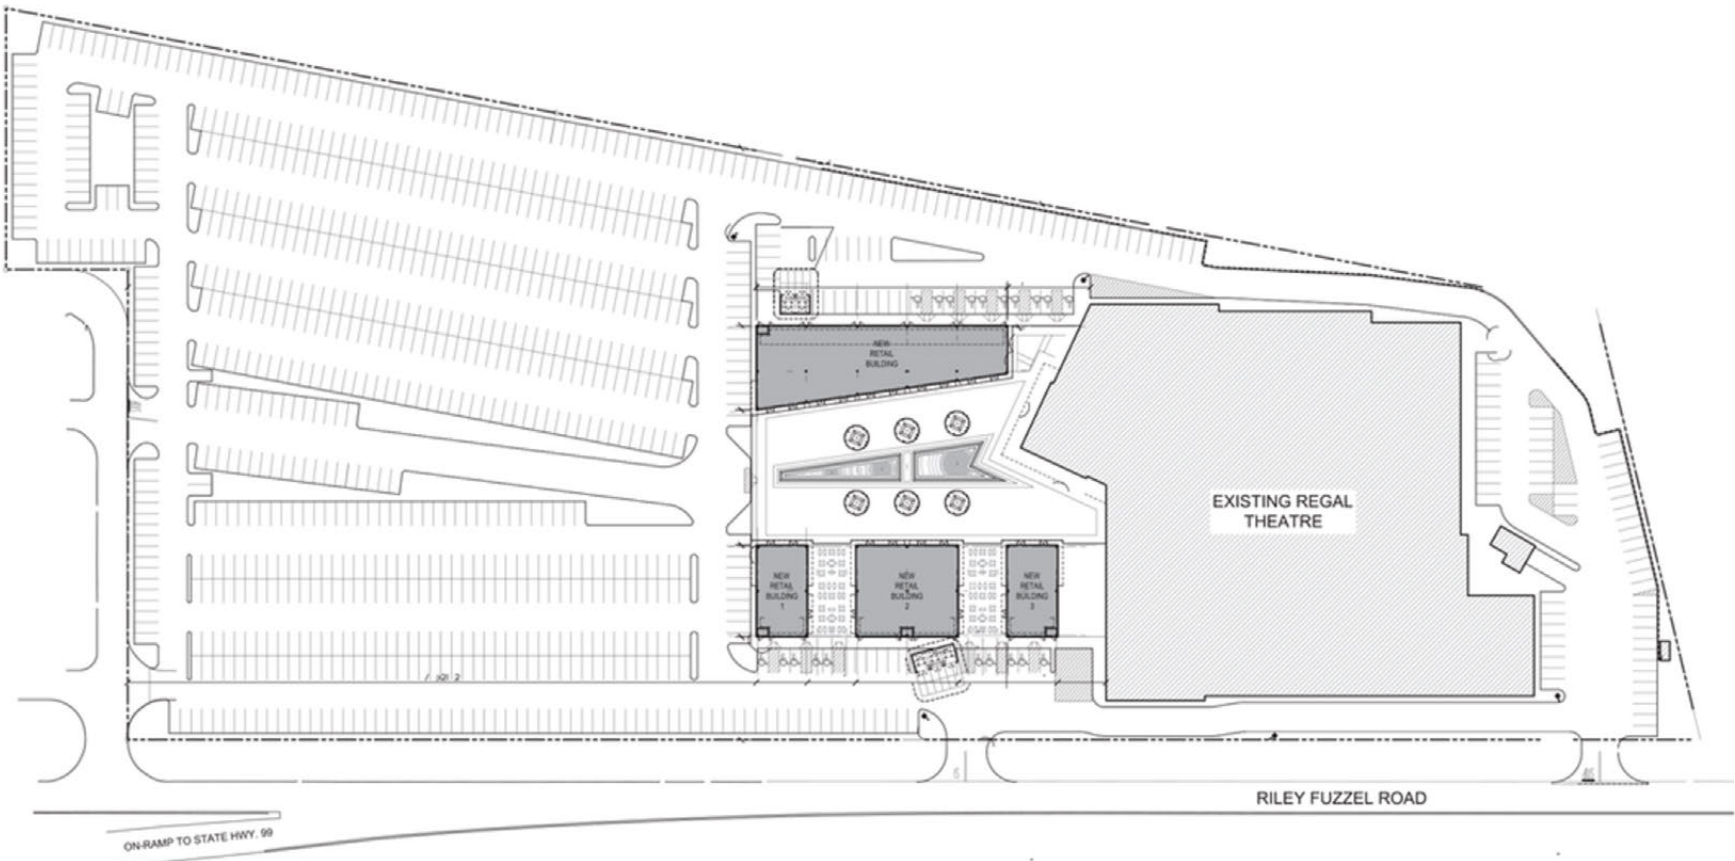 NEW
RETAIL
BUILDING
EXISTING REGAL
THEATRE
NEW
RETAIL
BUILDING
1
NEW
RETAIL
BUILDING
2
NEW
RETAIL
BUILDING
3
RILEY FUZZEL ROAD
ON-RAMP TO STATE HWY. 99